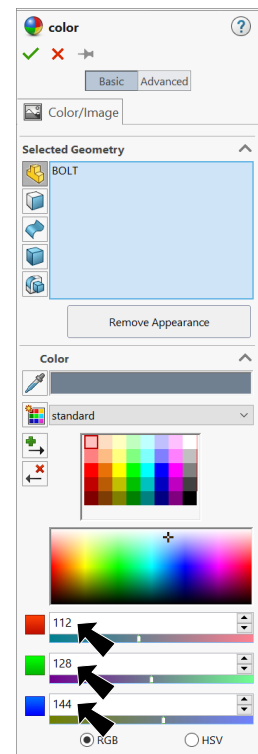 color
?
Basic Advanced
Color/Image
Selected Geometry
BOLT
Remove Appearance
Color
standard
112
128
144
RGB HSV